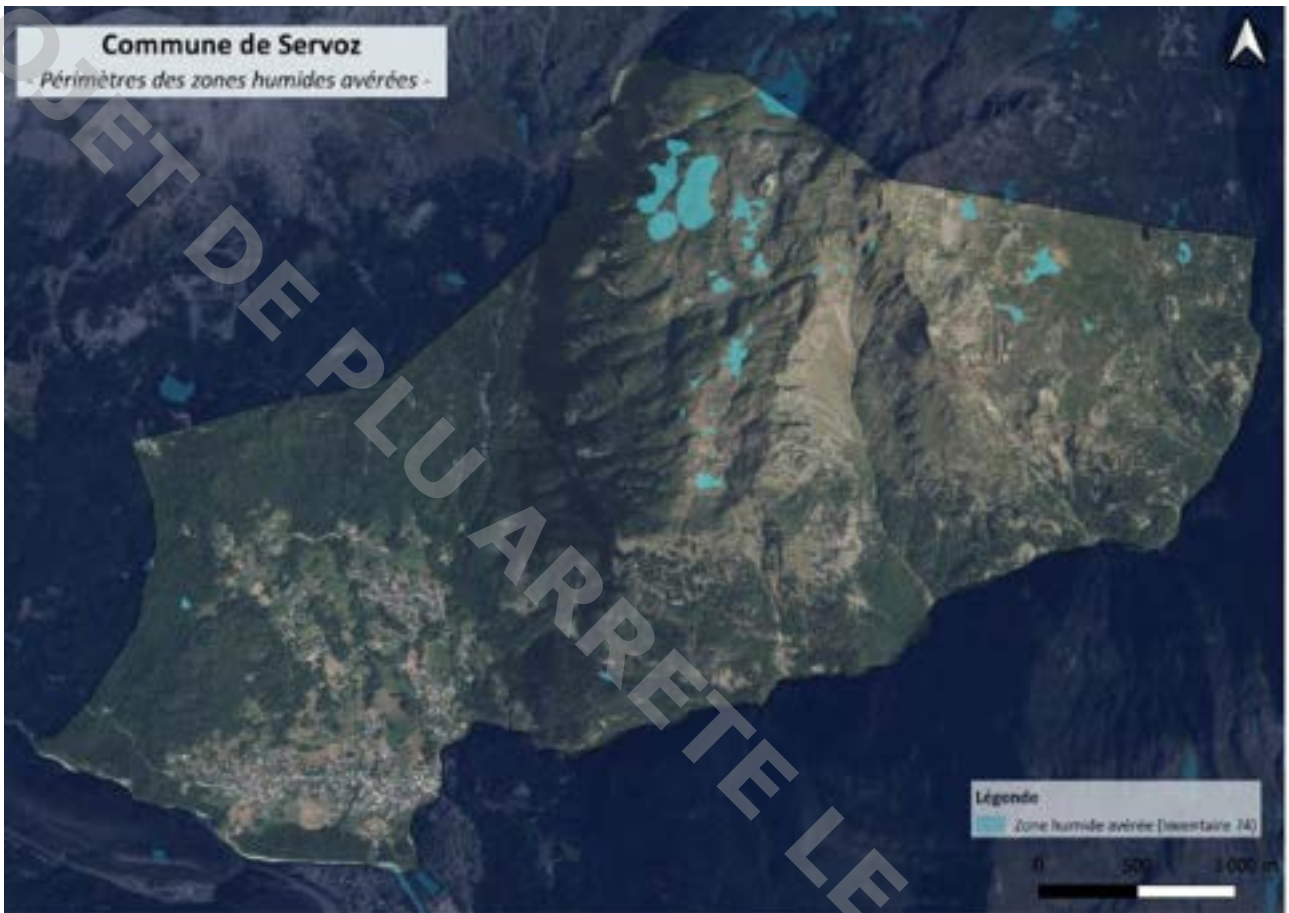 Commune de Servoz
- Périmètres des zones humides avérées -
OJET DE PLU ARRETE LE
Légende
Zone humide avérée (Inventaire 74)
0 500 1 000 m